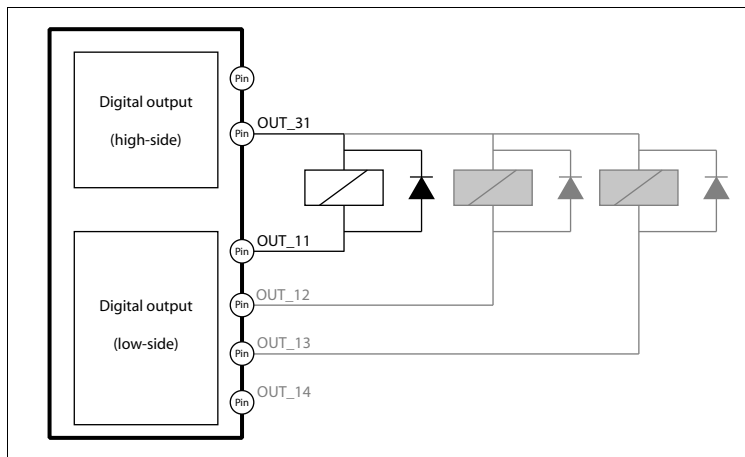 Digital output
(high-side)
Pin
Pin
OUT_31
Digital output
(low-side)
Pin
OUT_11
Pin
OUT_12
Pin
OUT_13
Pin
OUT_14